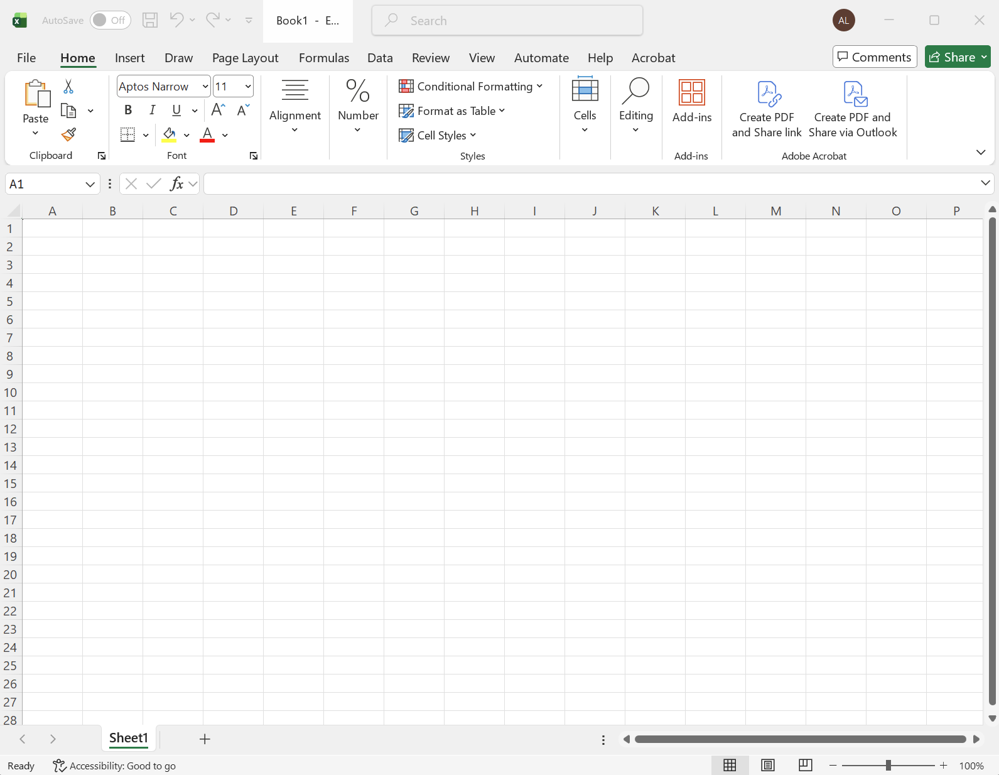 AutoSave Off Book1 - E... Search AL
File Home Insert Draw Page Layout Formulas Data Review View Automate Help Acrobat Comments Share
Paste
Clipboard
Aptos Narrow 11
B I U A A
A
Font
Alignment
Number
Conditional Formatting
Format as Table
Cell Styles
Styles
Cells
Editing
Add-ins
Add-ins
Create PDF
and Share link
Create PDF and
Share via Outlook
Adobe Acrobat
A1 fx
A B C D E F G H I J K L M N O P
1
2
3
4
5
6
7
8
9
10
11
12
13
14
15
16
17
18
19
20
21
22
23
24
25
26
27
28
Sheet1
Ready Accessibility: Good to go 100%